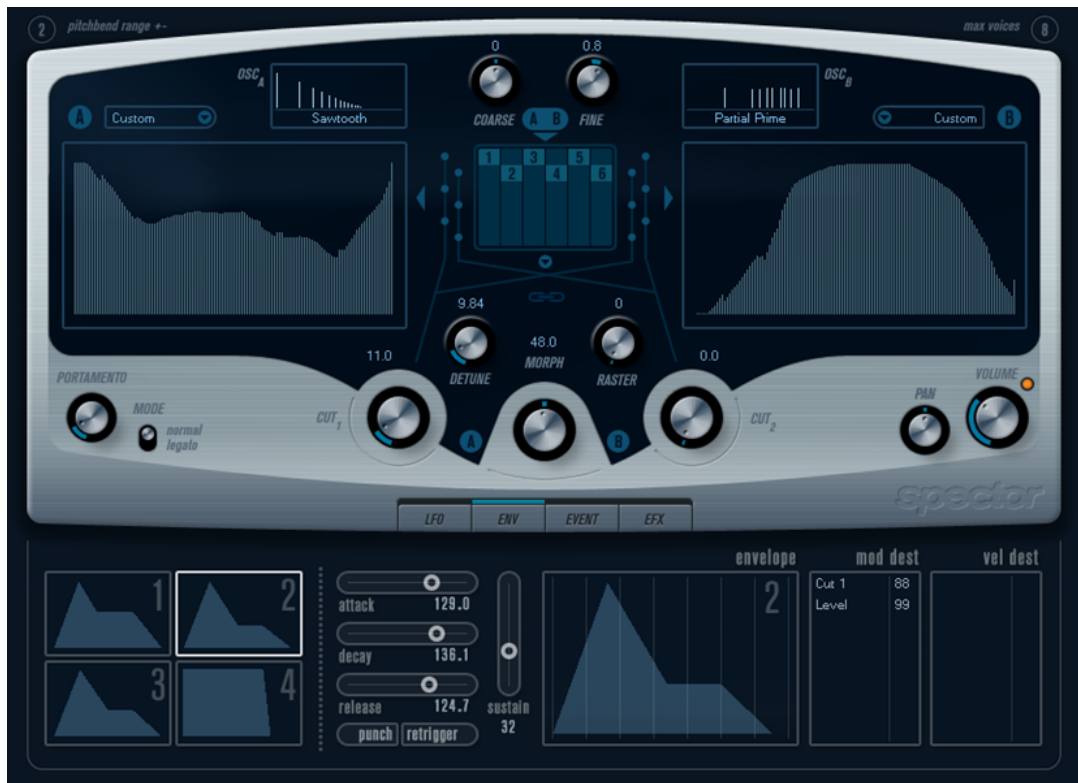 2 pitchbend range +-
max voices 8
0
0.8
OSC A
OSC B
A
Custom
Sawtooth
COARSE A B FINE
Partial Prime
Custom
B
1 3 5
2 4 6
9.84
0
48.0
MORPH
11.0
0.0
DETUNE
RASTER
PORTAMENTO
MODE
normal
legato
CUT 1
A
B
CUT 2
PAN
VOLUME
spector
LFO ENV EVENT EFX
envelope
mod dest
vel dest
1
2
3
4
attack 129.0
decay 136.1
release 124.7
punch retrigger
sustain
32
2
Cut 1 88
Level 99